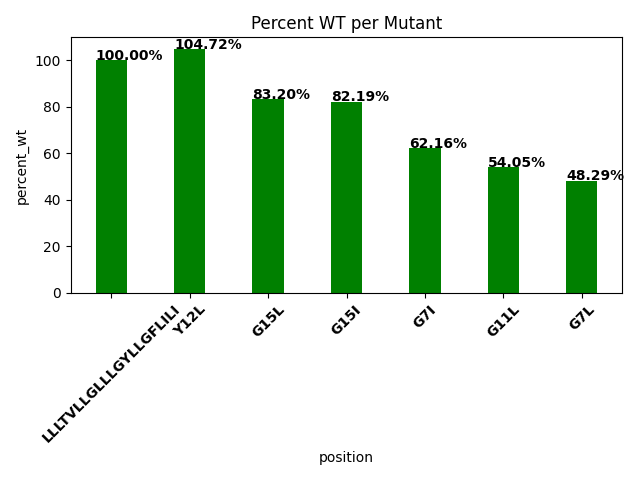 Percent WT per Mutant
percent_wt
100
80
60
40
20
0
100.00%
104.72%
83.20%
82.19%
62.16%
54.05%
48.29%
LLLTVLLGLLLGYLLGFLILI
Y12L
G15L
G15I
G7I
G11L
G7L
position